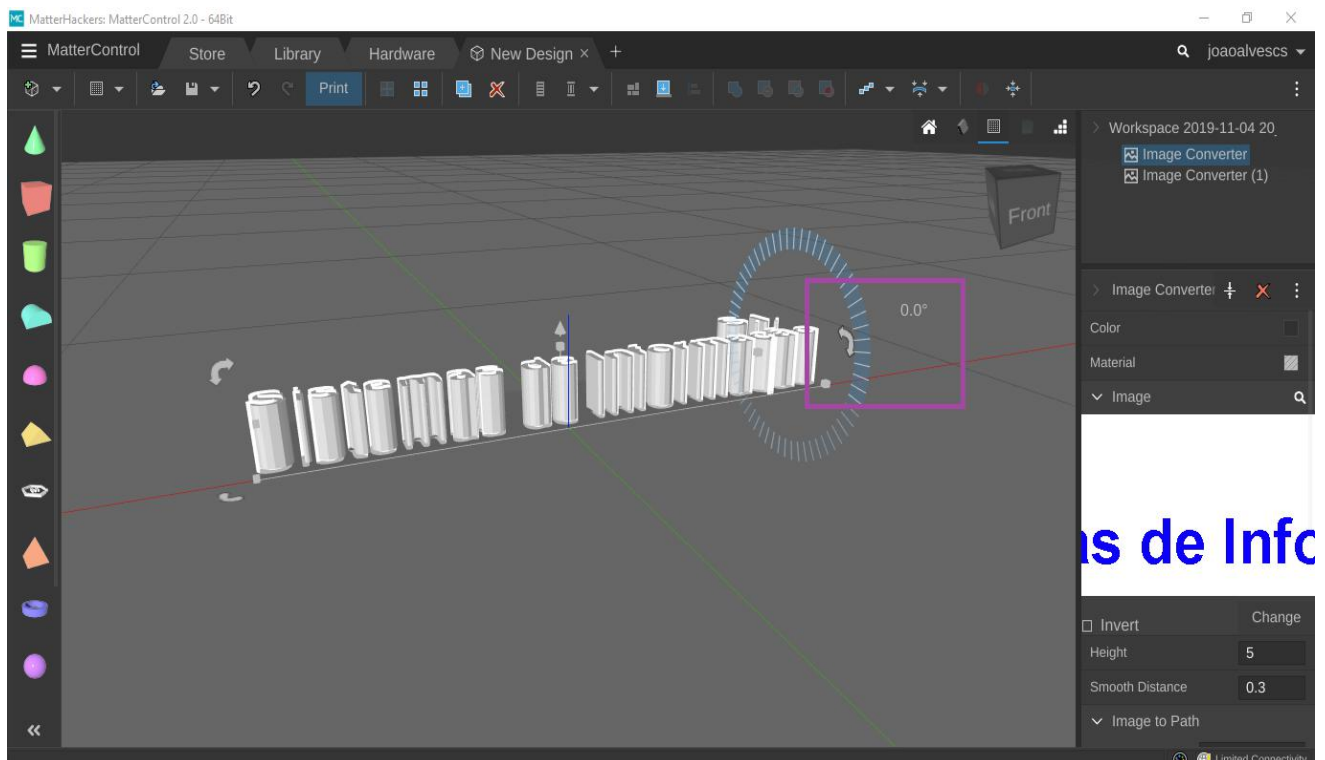 MC MatterHackers: MatterControl 2.0 - 64Bit
MatterControl Store Library Hardware New Design × + joaoalvescs
Print
Workspace 2019-11-04 20_
Image Converter
Image Converter (1)
Front
Image Converter
0.0°
Color
Material
Image
as de Info
Invert Change
Height 5
Smooth Distance 0.3
Image to Path
Limited Connectivity